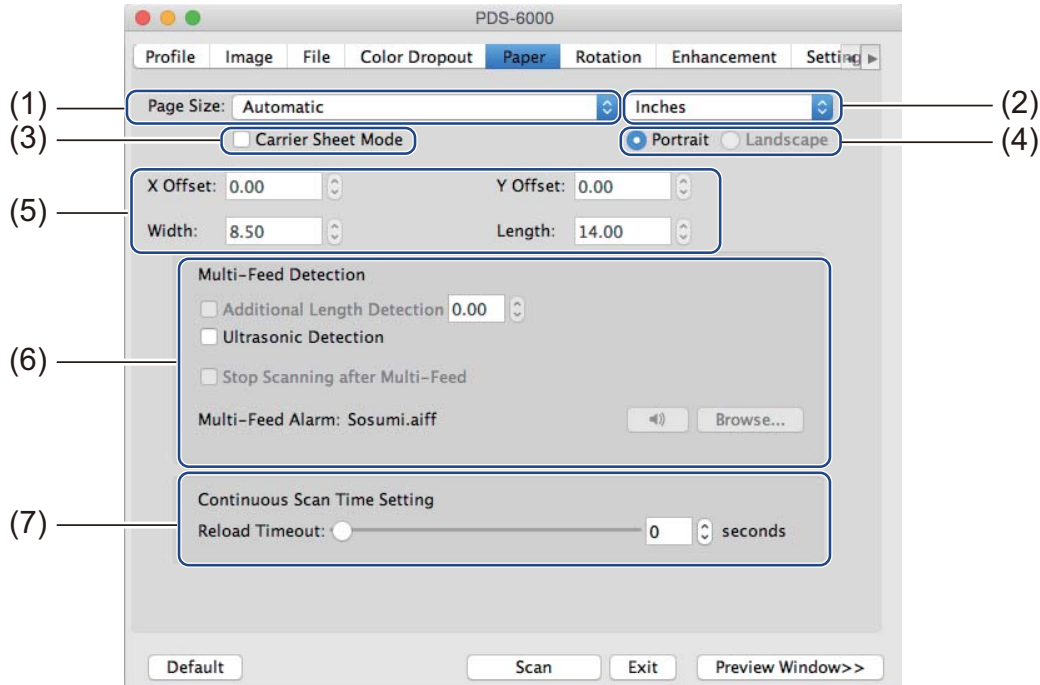 PDS-6000
Profile Image File Color Dropout Paper Rotation Enhancement Setting
(1) Page Size: Automatic Inches (2)
(3) Carrier Sheet Mode Portrait Landscape (4)
X Offset: 0.00 Y Offset: 0.00
(5)
Width: 8.50 Length: 14.00
Multi-Feed Detection
Additional Length Detection 0.00
Ultrasonic Detection
(6)
Stop Scanning after Multi-Feed
Multi-Feed Alarm: Sosumi.aiff Browse...
Continuous Scan Time Setting
(7) Reload Timeout: 0 seconds
Default Scan Exit Preview Window>>